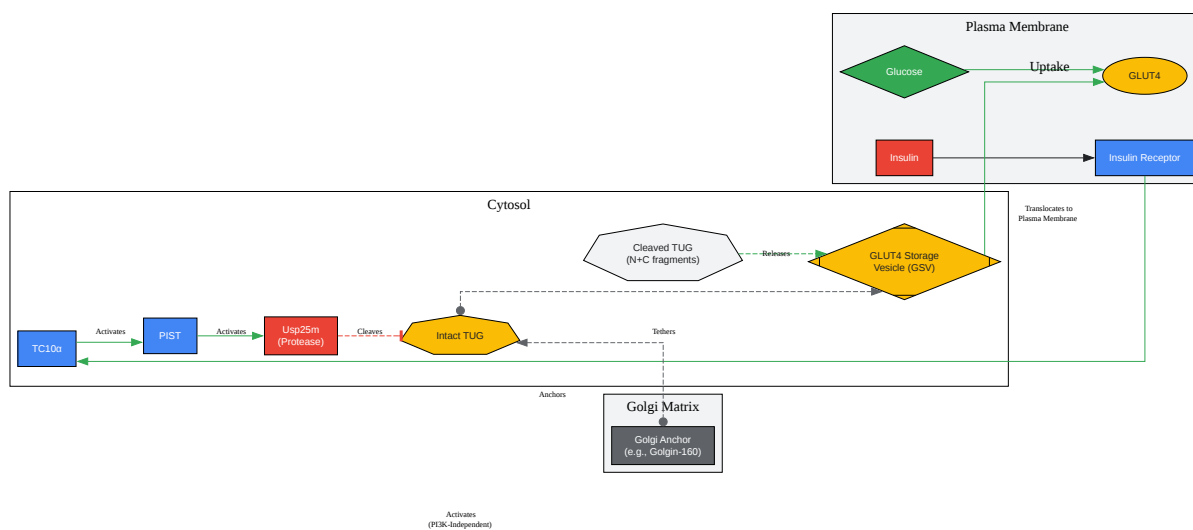 Plasma Membrane
Glucose
Uptake
GLUT4
Insulin
Insulin Receptor
Translocates to
Plasma Membrane
Cytosol
Cleaved TUG
(N+C fragments)
Releases
GLUT4 Storage
Vesicle (GSV)
TC10α
Activates
PIST
Activates
Usp25m
(Protease)
Cleaves
Intact TUG
Tethers
Anchors
Golgi Matrix
Golgi Anchor
(e.g., Golgin-160)
Activates
(PI3K-Independent)